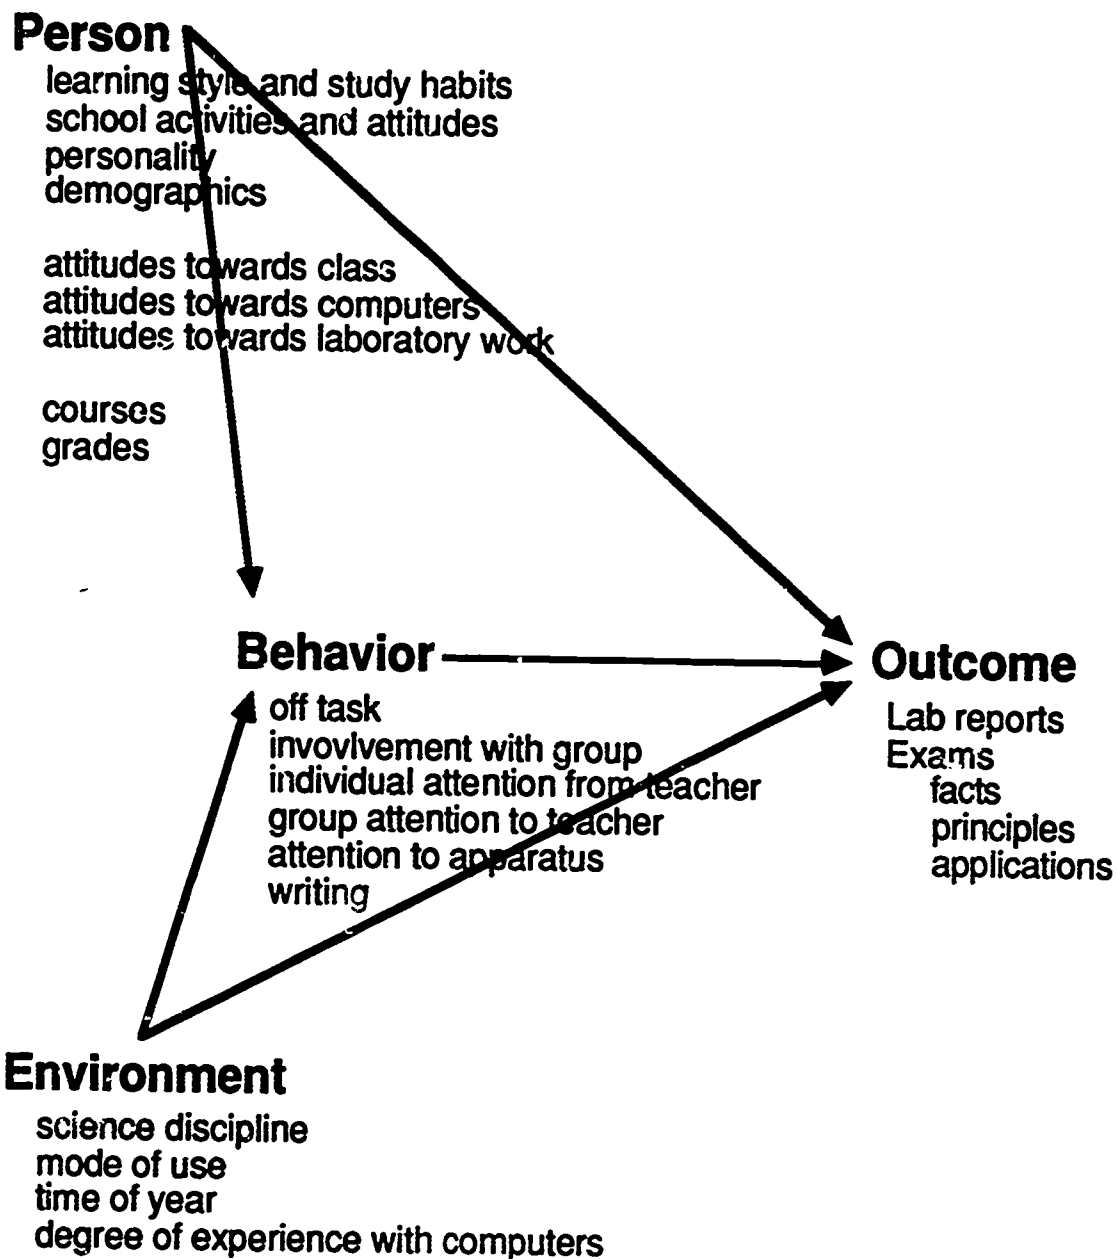 Person
learning style and study habits
school activities and attitudes
personality
demographics
attitudes towards class
attitudes towards computers
attitudes towards laboratory work
courses
grades
Behavior
off task
invovlvement with group
individual attention from teacher
group attention to teacher
attention to apparatus
writing
Outcome
Lab reports
Exams
facts
principles
applications
Environment
science discipline
mode of use
time of year
degree of experience with computers